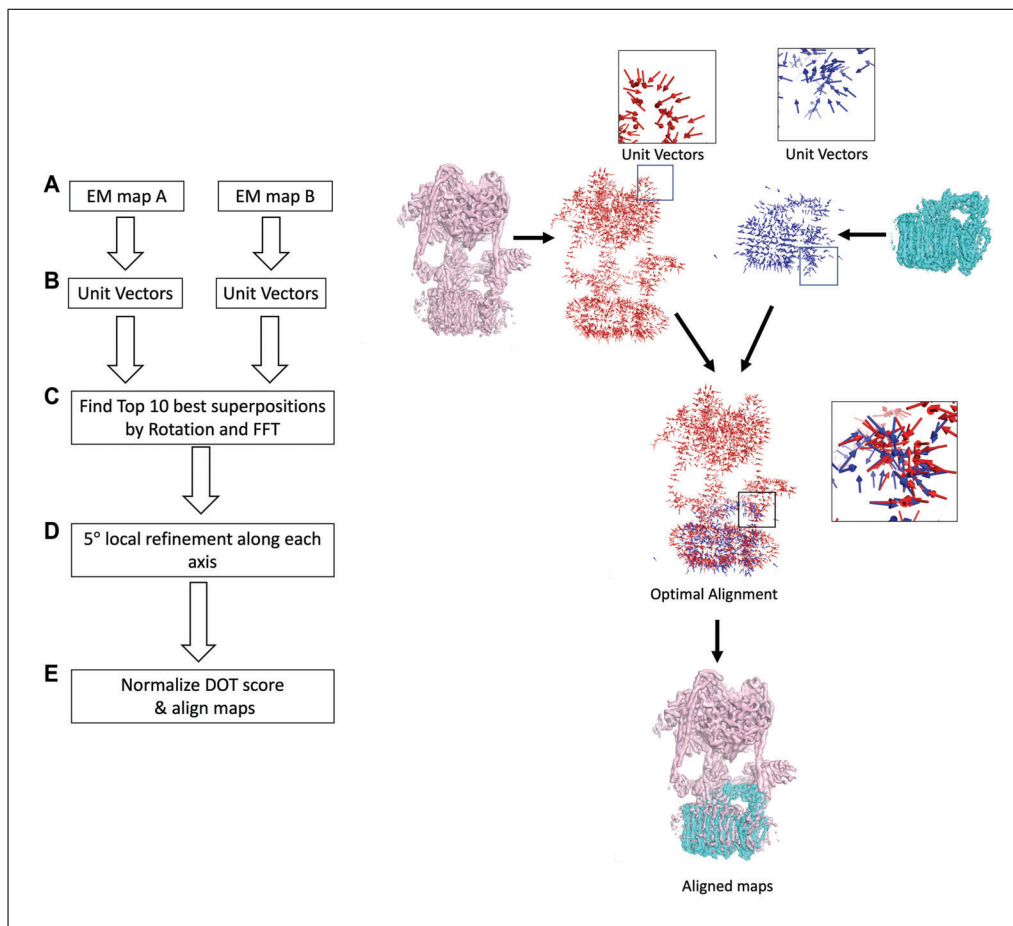 A
EM map A
EM map B
B
Unit Vectors
Unit Vectors
C
Find Top 10 best superpositions
by Rotation and FFT
D
5° local refinement along each
axis
E
Normalize DOT score
& align maps
Unit Vectors
Unit Vectors
Optimal Alignment
Aligned maps